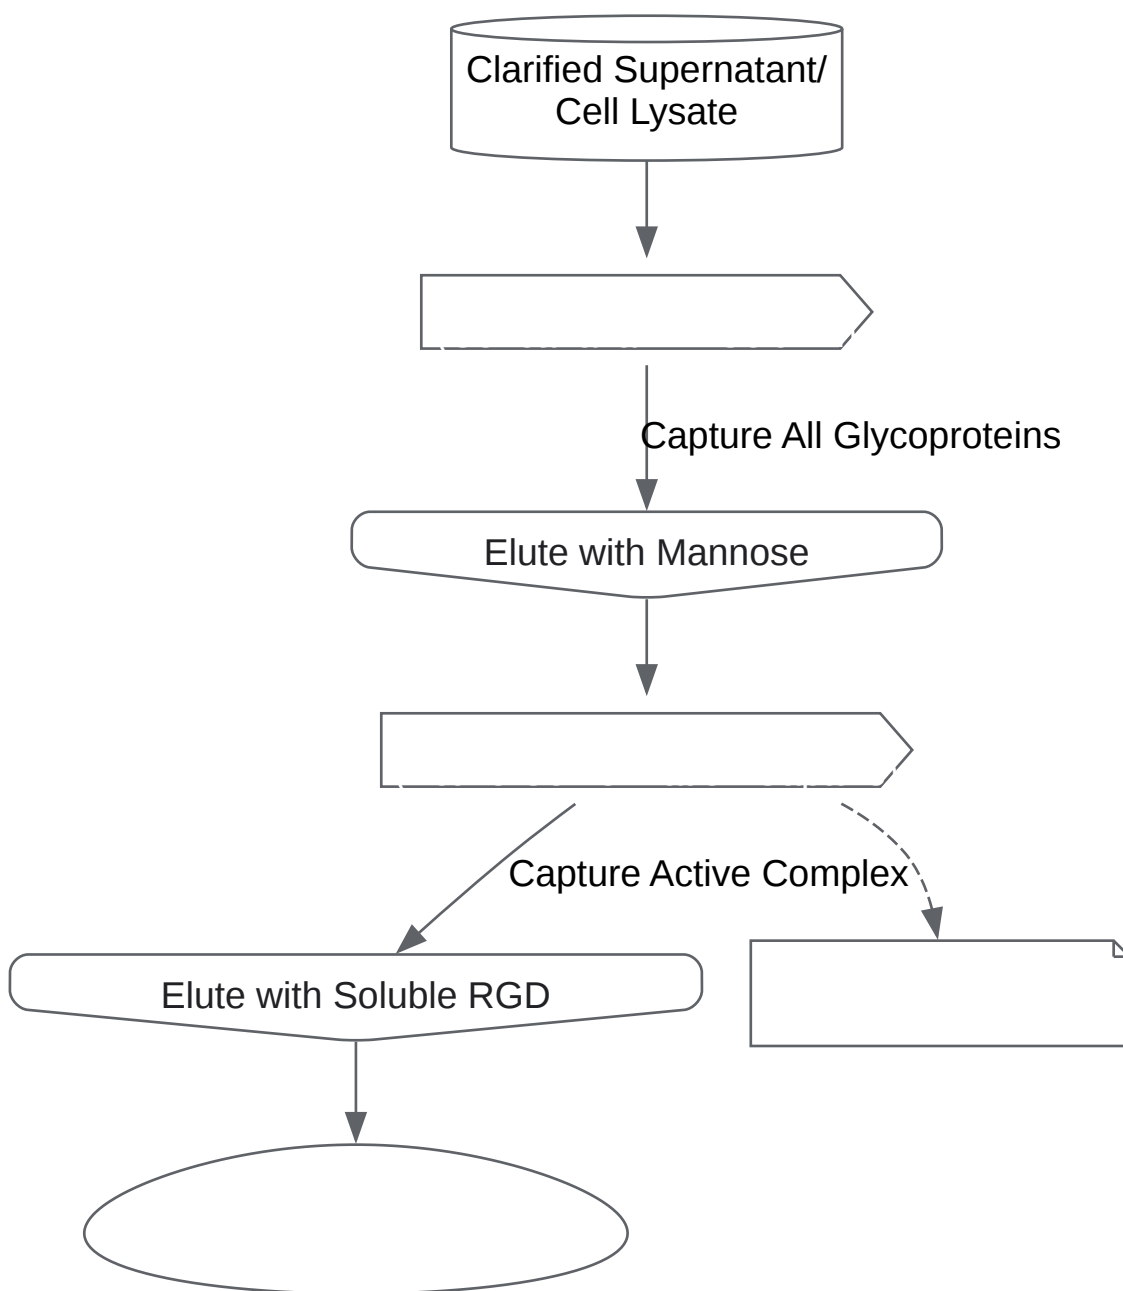 Clarified Supernatant/
Cell Lysate
Capture All Glycoproteins
Elute with Mannose
Capture Active Complex
Elute with Soluble RGD